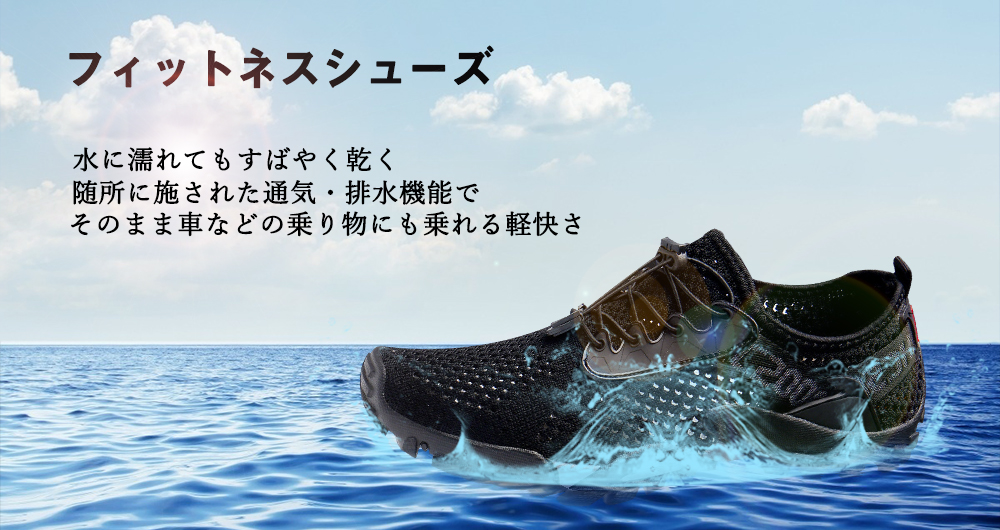 フィットネスシューズ
水に濡れてもすばやく乾く
随所に施された通気・排水機能で
そのまま車などの乗り物にも乗れる軽快さ